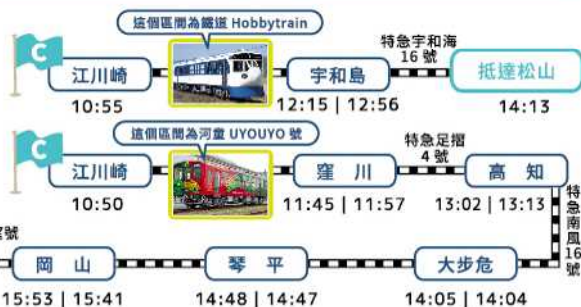 這個區間為鐵道 Hobbytrain
特急宇和海
16 號
C
江川崎
宇和島
抵達松山
10:55
12:15 | 12:56
14:13
這個區間為河童 UYOUYO 號
特急足摺
4 號
C
江川崎
窪 川
高 知
10:50
11:45 | 11:57
13:02 | 13:13
特急南風16號
號
岡 山
琴 平
大步危
15:53 | 15:41
14:48 | 14:47
14:05 | 14:04